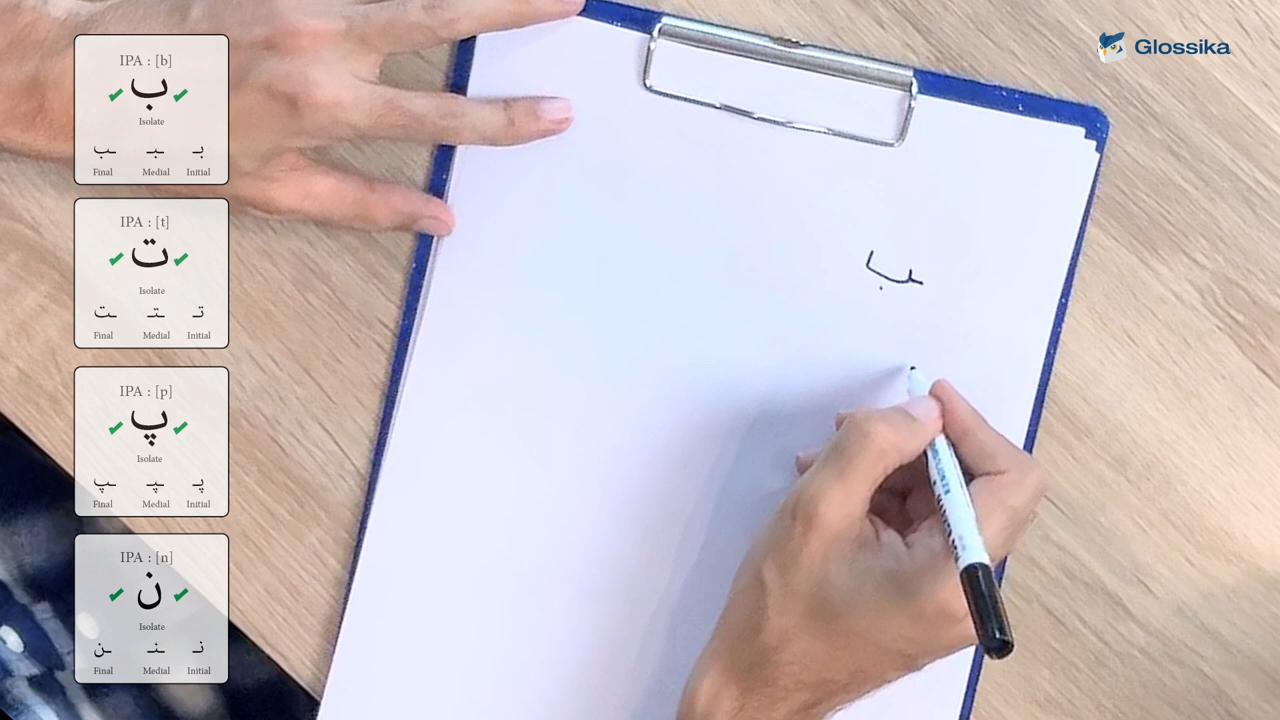 Glossika
IPA : [b]
ب
Isolate
ـب ـبـ بـ
Final Medial Initial
IPA : [t]
ت
Isolate
ـت ـتـ تـ
Final Medial Initial
IPA : [p]
پ
Isolate
ـپ ـپـ پـ
Final Medial Initial
IPA : [n]
ن
Isolate
ـن ـنـ نـ
Final Medial Initial
ـب